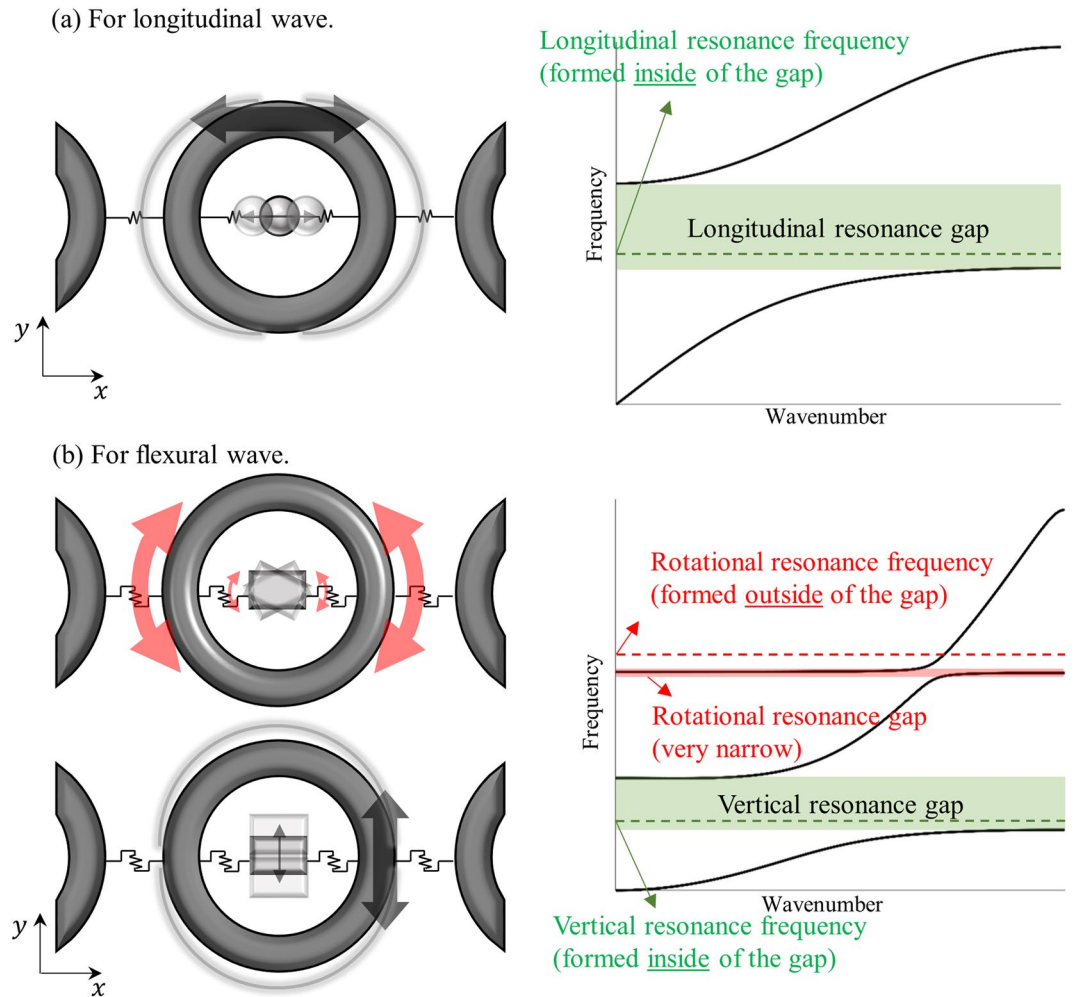 (a) For longitudinal wave.
y
x
Longitudinal resonance frequency
(formed inside of the gap)
Frequency
Longitudinal resonance gap
Wavenumber
(b) For flexural wave.
y
x
Rotational resonance frequency
(formed outside of the gap)
Frequency
Rotational resonance gap
(very narrow)
Vertical resonance gap
Wavenumber
Vertical resonance frequency
(formed inside of the gap)